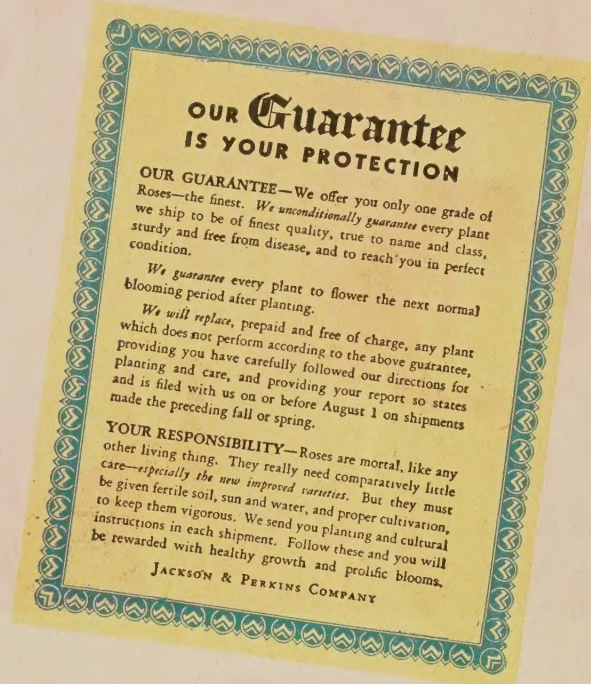 OUR Guarantee
IS YOUR PROTECTION
OUR GUARANTEE—We offer you only one grade of
Roses—the finest. We unconditionally guarantee every plant
we ship to be of finest quality, true to name and class,
sturdy and free from disease, and to reach you in perfect
condition.
We guarantee every plant to flower the next normal
blooming period after planting.
We will replace, prepaid and free of charge, any plant
which does not perform according to the above guarantee,
providing you have carefully followed our directions for
planting and care, and providing your report so states
and is filed with us on or before August 1 on shipments
made the preceding fall or spring.
YOUR RESPONSIBILITY—Roses are mortal, like any
other living thing. They really need comparatively little
care—especially the new improved varieties. But they must
be given fertile soil, sun and water, and proper cultivation,
to keep them vigorous. We send you planting and cultural
instructions in each shipment. Follow these and you will
be rewarded with healthy growth and prolific blooms.
JACKSON & PERKINS COMPANY